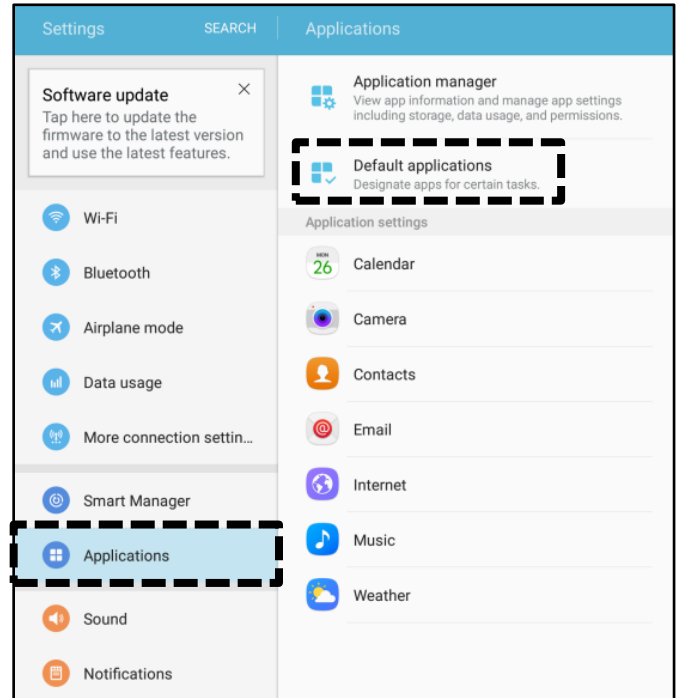 Settings
SEARCH
Applications
Software update
Tap here to update the
firmware to the latest version
and use the latest features.
Wi-Fi
Bluetooth
Airplane mode
Data usage
More connection settin...
Smart Manager
Applications
Sound
Notifications
Application manager
View app information and manage app settings
including storage, data usage, and permissions.
Default applications
Designate apps for certain tasks.
Application settings
MON
26
Calendar
Camera
Contacts
@
Email
Internet
Music
Weather